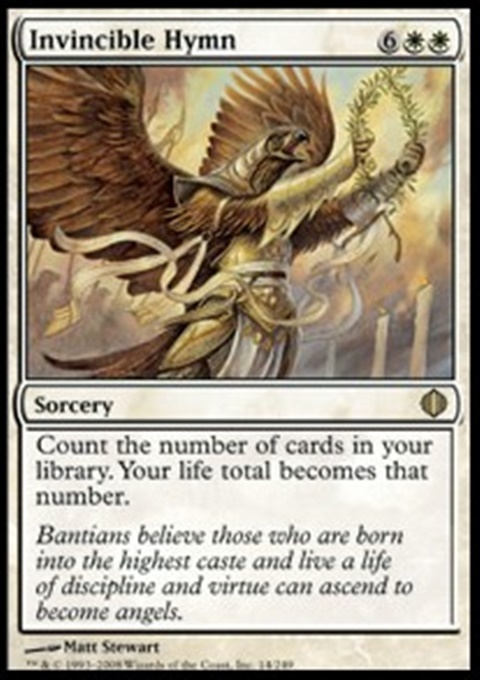 Invincible Hymn 6
Sorcery
Count the number of cards in your
library. Your life total becomes that
number.
Bantians believe those who are born
into the highest caste and live a life
of discipline and virtue can ascend to
become angels.
Matt Stewart
™ & © 1993–2008 Wizards of the Coast, Inc. 14/249